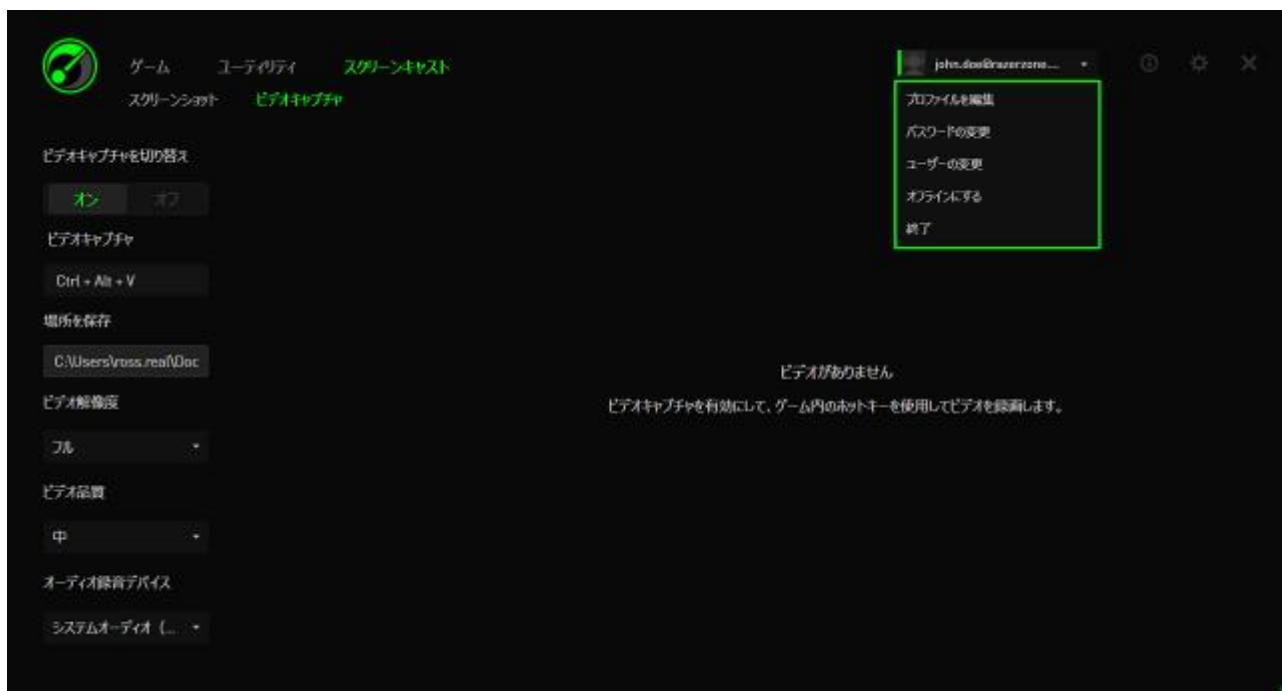 ゲーム ユーティリティ スクリーンキャスト
john.doe@razerzone...
スクリーンショット ビデオキャプチャ
プロファイルを編集
パスワードの変更
ユーザーの変更
オフラインにする
終了
ビデオキャプチャを切り替え
オン オフ
ビデオキャプチャ
Ctrl + Alt + V
場所を保存
C:\Users\ross.real\Doc
ビデオ解像度
フル
ビデオ品質
中
オーディオ録音デバイス
システムオーディオ (...
ビデオがありません
ビデオキャプチャを有効にして、ゲーム内のホットキーを使用してビデオを録画します。